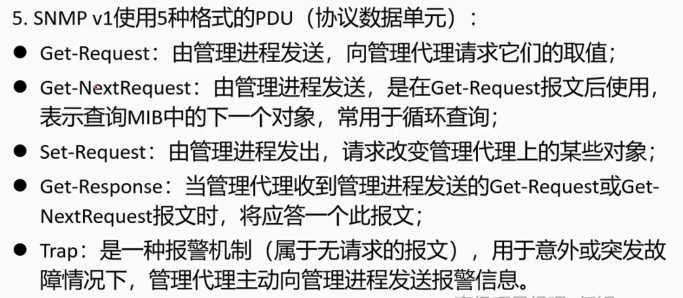 5. SNMP v1使用5种格式的PDU（协议数据单元）：
● Get-Request：由管理进程发送，向管理代理请求它们的取值；
● Get-NextRequest：由管理进程发送，是在Get-Request报文后使用，
表示查询MIB中的下一个对象，常用于循环查询；
● Set-Request：由管理进程发出，请求改变管理代理上的某些对象；
● Get-Response：当管理代理收到管理进程发送的Get-Request或Get-
NextRequest报文时，将应答一个此报文；
● Trap：是一种报警机制（属于无请求的报文），用于意外或突发故
障情况下，管理代理主动向管理进程发送报警信息。